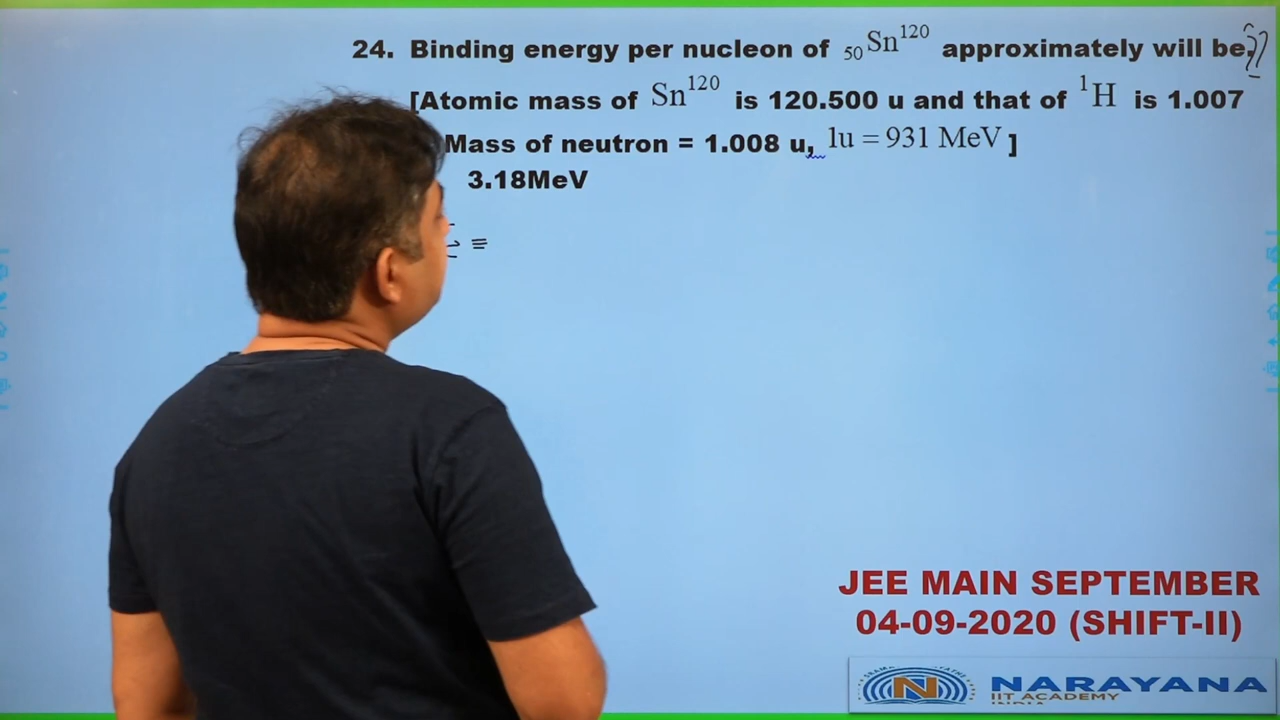 24. Binding energy per nucleon of ₅₀Sn¹²⁰ approximately will be.
[Atomic mass of Sn¹²⁰ is 120.500 u and that of ¹H is 1.007
Mass of neutron = 1.008 u, 1u = 931 MeV ]
3.18MeV
=
JEE MAIN SEPTEMBER
04-09-2020 (SHIFT-II)
N NARAYANA
IIT ACADEMY
INDIA